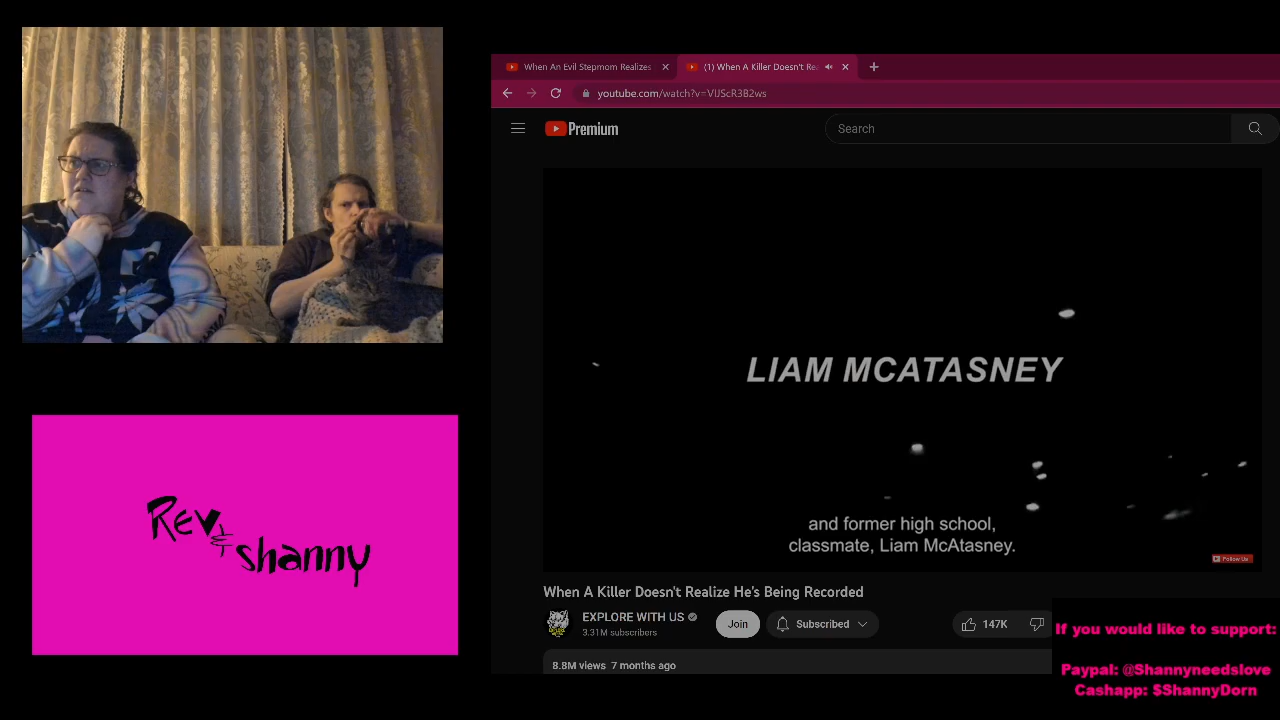 When An Evil Stepmom Realizes
(1) When A Killer Doesn't Re
youtube.com/watch?v=VlJScR3B2ws
Premium
Search
LIAM MCATASNEY
and former high school,
classmate, Liam McAtasney.
Follow Us
When A Killer Doesn't Realize He's Being Recorded
EXPLORE WITH US
3.31M subscribers
Join
Subscribed
147K
8.8M views 7 months ago
Rev
&
shanny
If you would like to support:
Paypal: @Shannyneedslove
Cashapp: $ShannyDorn